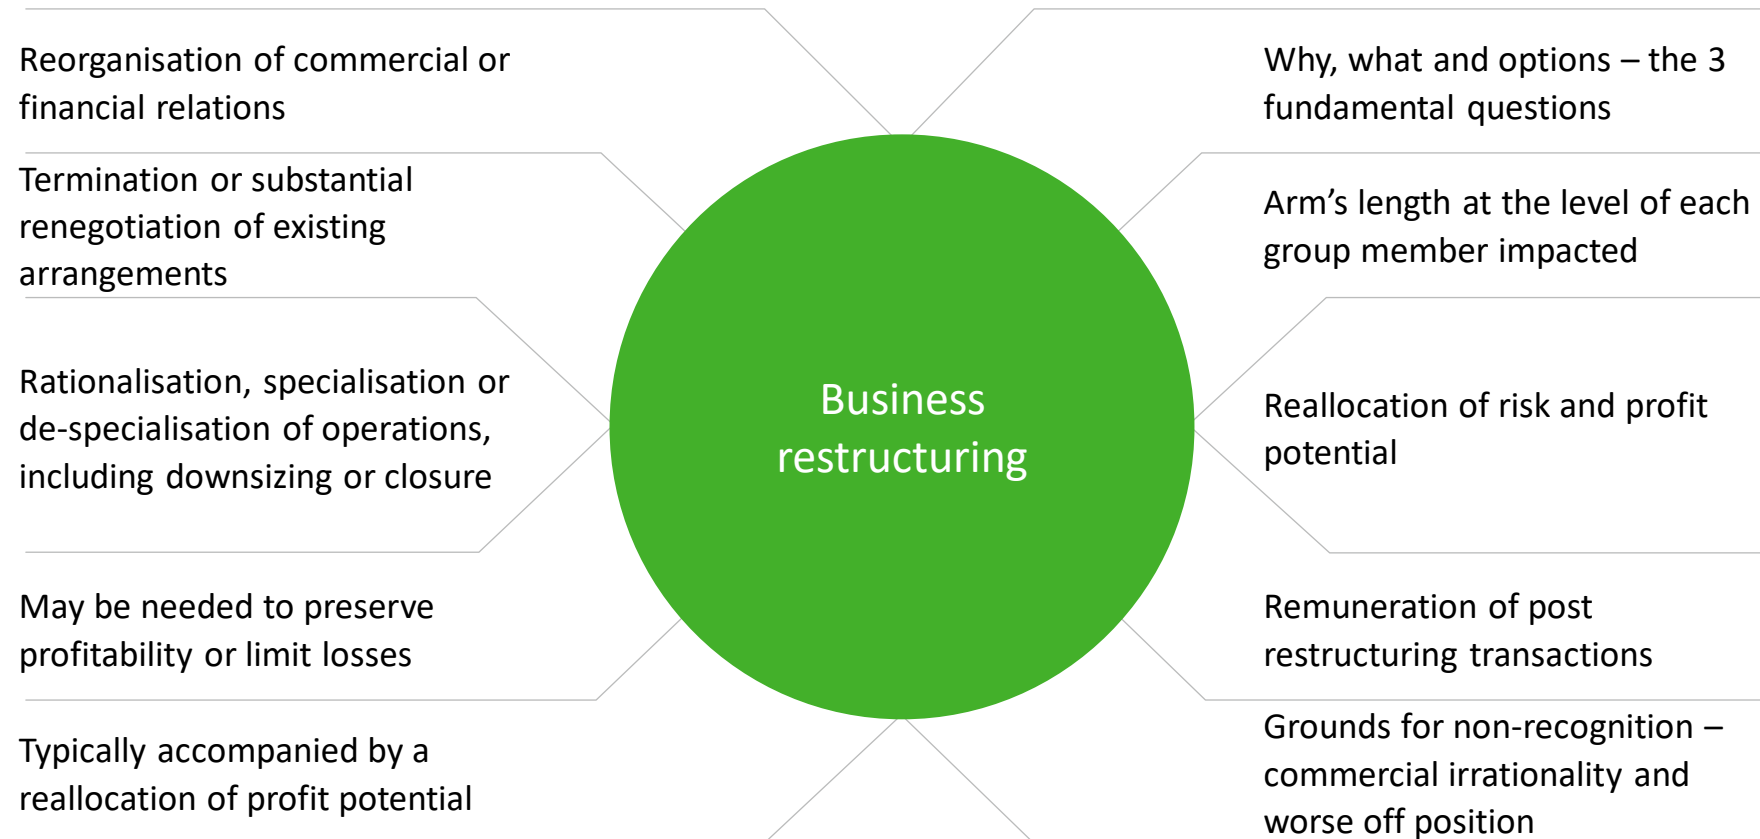 Reorganisation of commercial or
financial relations
Termination or substantial
renegotiation of existing
arrangements
Rationalisation, specialisation or
de-specialisation of operations,
including downsizing or closure
May be needed to preserve
profitability or limit losses
Typically accompanied by a
reallocation of profit potential
Business
restructuring
Why, what and options – the 3
fundamental questions
Arm’s length at the level of each
group member impacted
Reallocation of risk and profit
potential
Remuneration of post
restructuring transactions
Grounds for non-recognition –
commercial irrationality and
worse off position